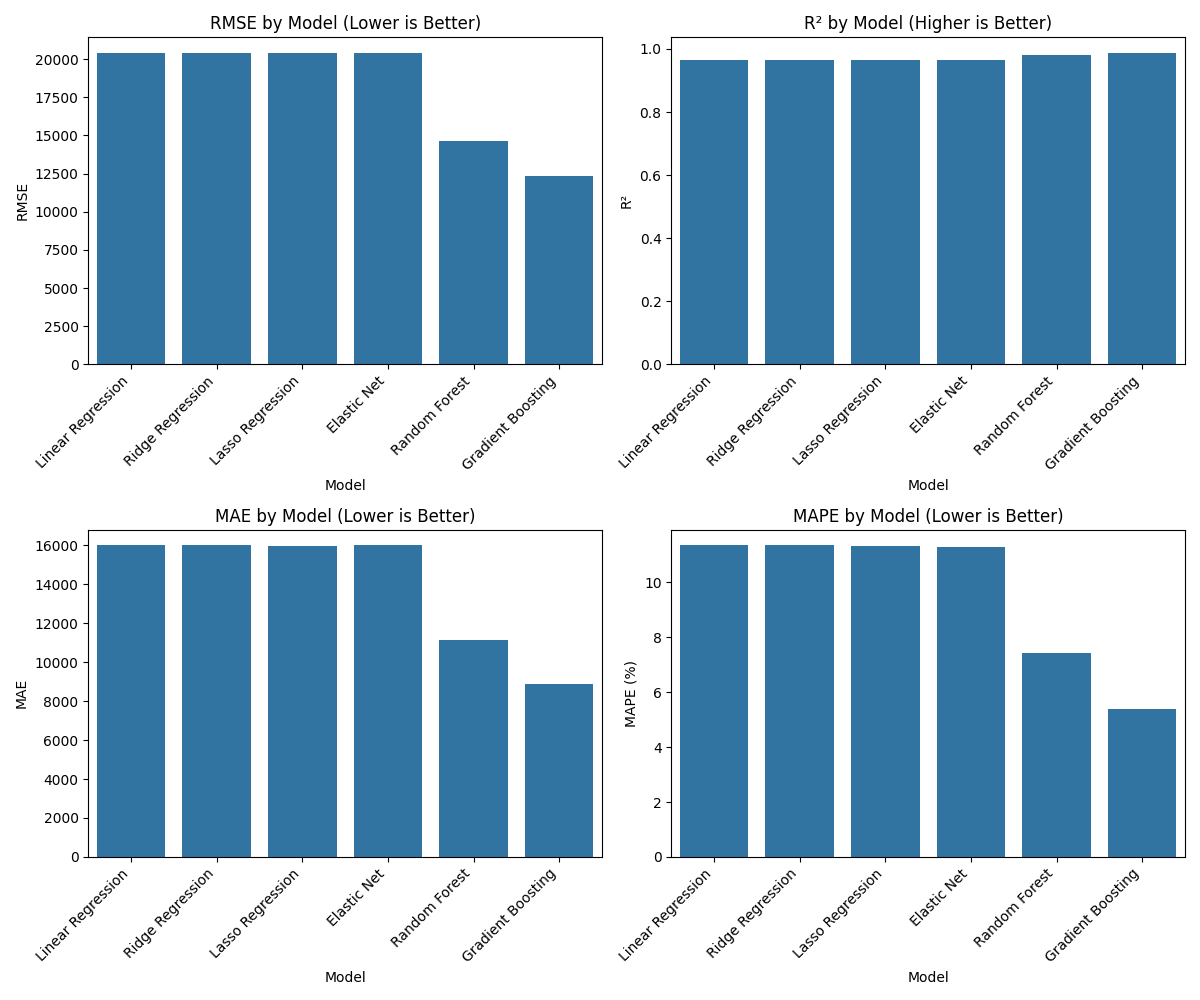 RMSE by Model (Lower is Better)
RMSE
20000
17500
15000
12500
10000
7500
5000
2500
0
Linear Regression
Ridge Regression
Lasso Regression
Elastic Net
Random Forest
Gradient Boosting
Model
R² by Model (Higher is Better)
R²
1.0
0.8
0.6
0.4
0.2
0.0
Linear Regression
Ridge Regression
Lasso Regression
Elastic Net
Random Forest
Gradient Boosting
Model
MAE by Model (Lower is Better)
MAE
16000
14000
12000
10000
8000
6000
4000
2000
0
Linear Regression
Ridge Regression
Lasso Regression
Elastic Net
Random Forest
Gradient Boosting
Model
MAPE by Model (Lower is Better)
MAPE (%)
10
8
6
4
2
0
Linear Regression
Ridge Regression
Lasso Regression
Elastic Net
Random Forest
Gradient Boosting
Model